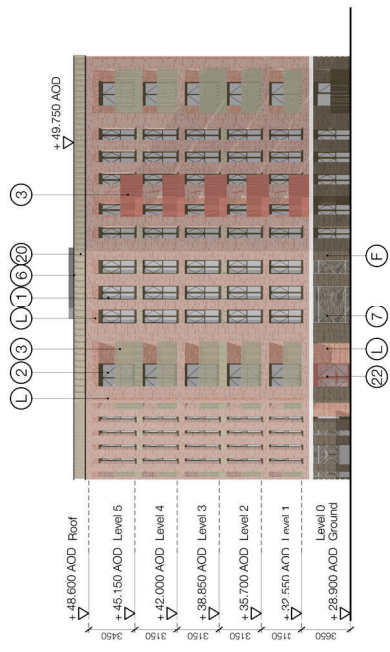 +49.750 AOD
L
2
3
L
1
6
20
3
+48.600 AOD Roof
3450
+45.150 AOD Level 5
3150
+42.000 AOD Level 4
3150
+38.850 AOD Level 3
3150
+35.700 AOD Level 2
3150
+32.550 AOD Level 1
3650
Level 0
+28.900 AOD Ground
22
L
7
F